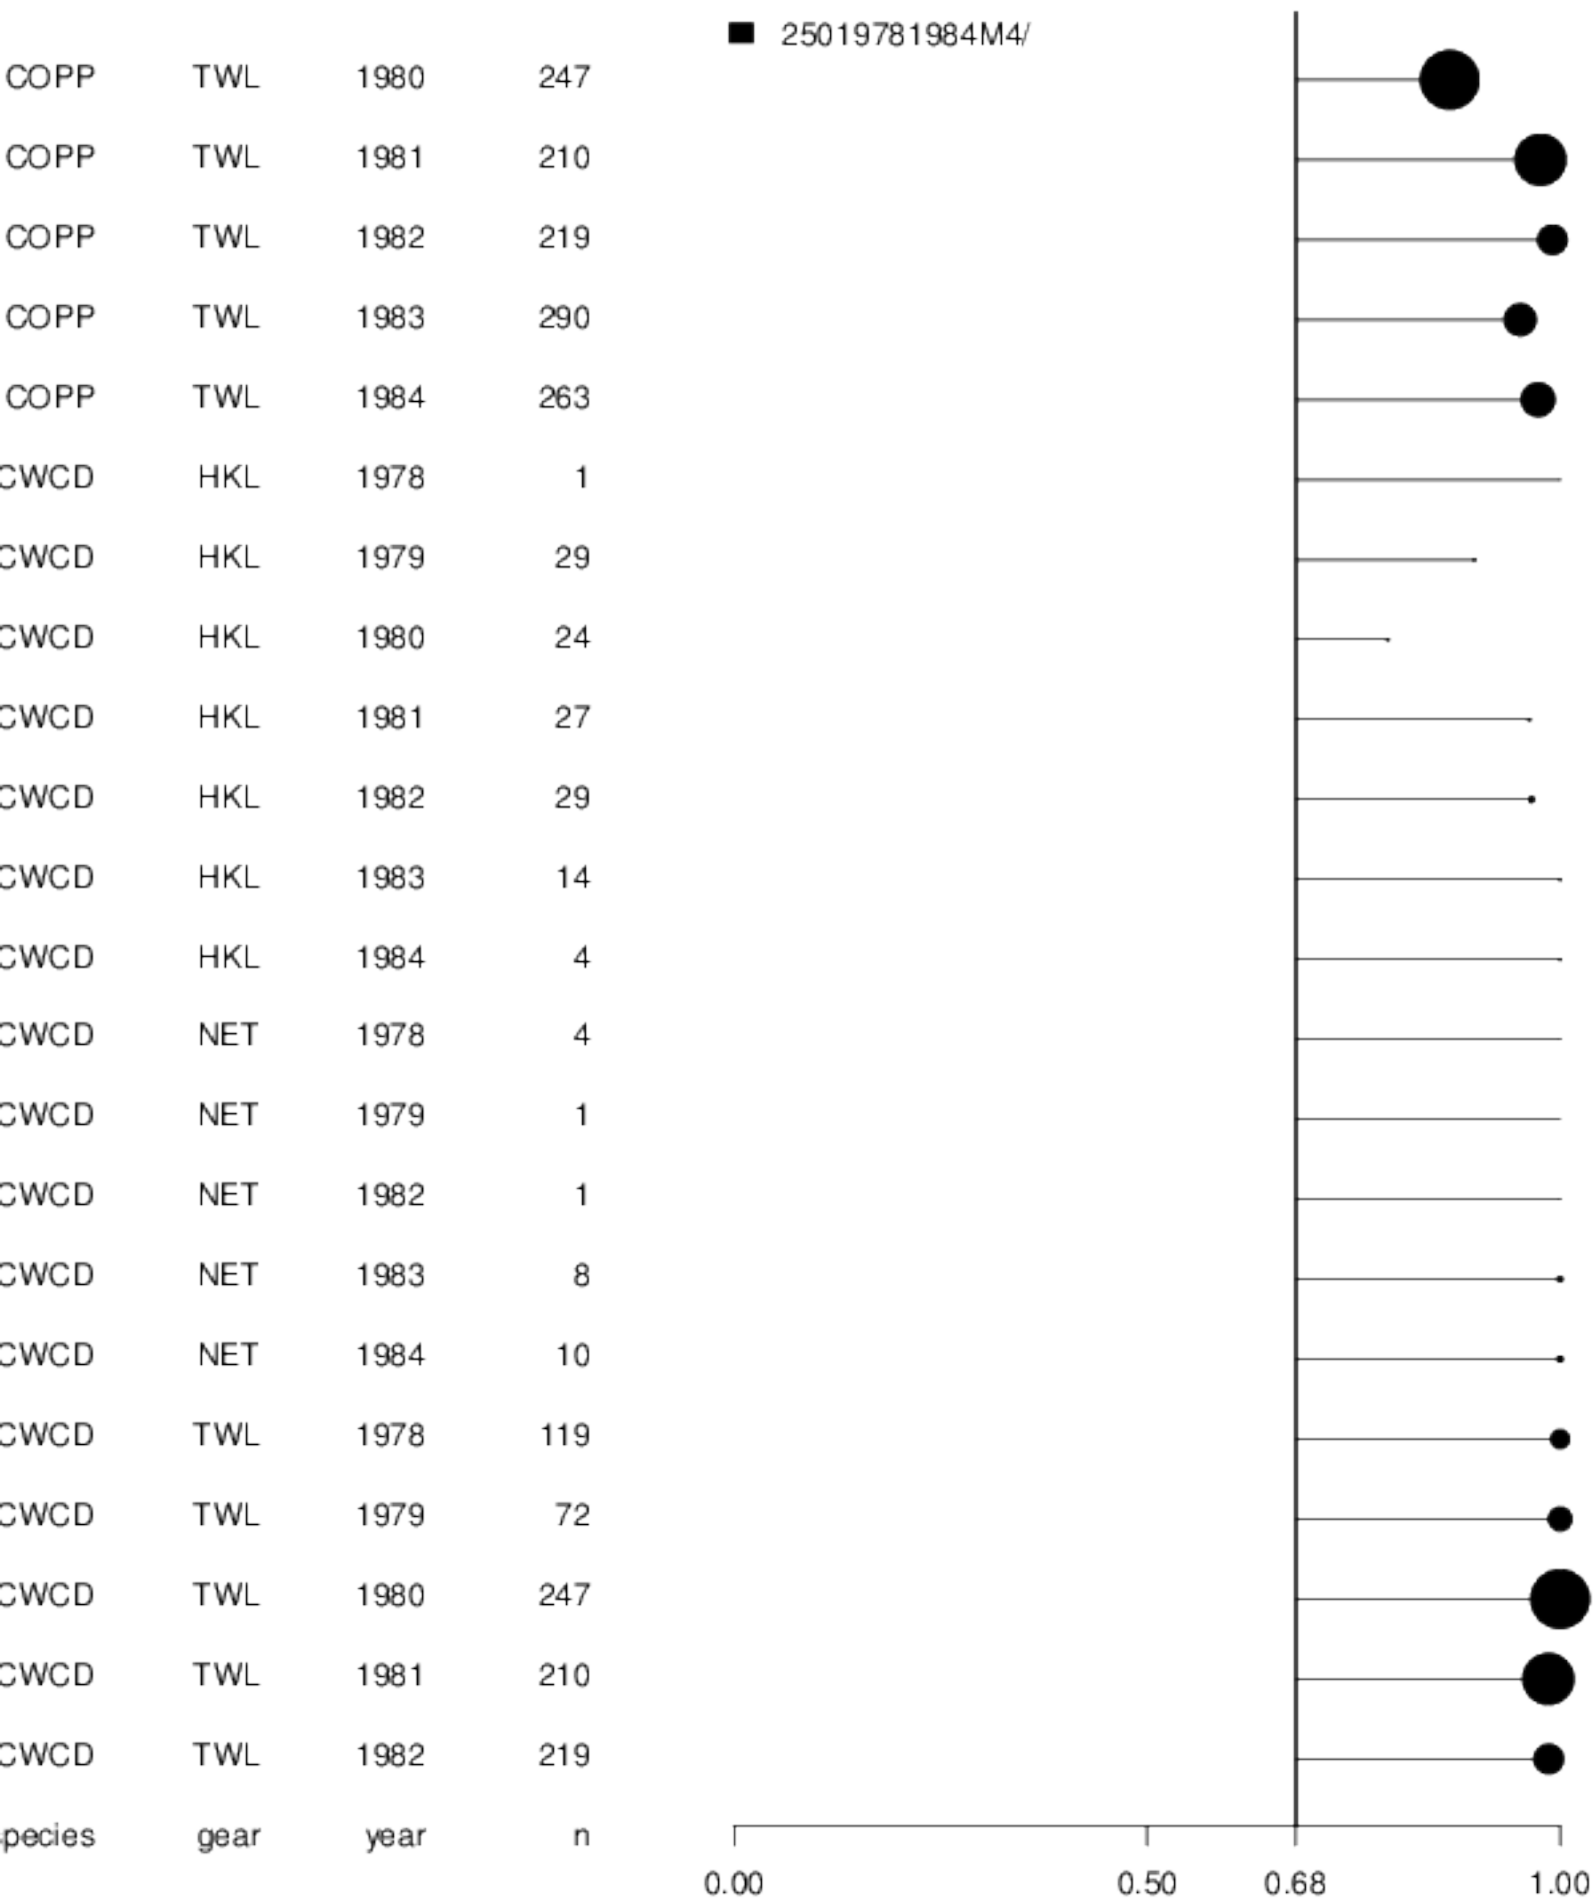 25019781984M4/
COPP TWL 1980 247
COPP TWL 1981 210
COPP TWL 1982 219
COPP TWL 1983 290
COPP TWL 1984 263
CWCD HKL 1978 1
CWCD HKL 1979 29
CWCD HKL 1980 24
CWCD HKL 1981 27
CWCD HKL 1982 29
CWCD HKL 1983 14
CWCD HKL 1984 4
CWCD NET 1978 4
CWCD NET 1979 1
CWCD NET 1982 1
CWCD NET 1983 8
CWCD NET 1984 10
CWCD TWL 1978 119
CWCD TWL 1979 72
CWCD TWL 1980 247
CWCD TWL 1981 210
CWCD TWL 1982 219
pecies gear year n
0.00 0.50 0.68 1.00